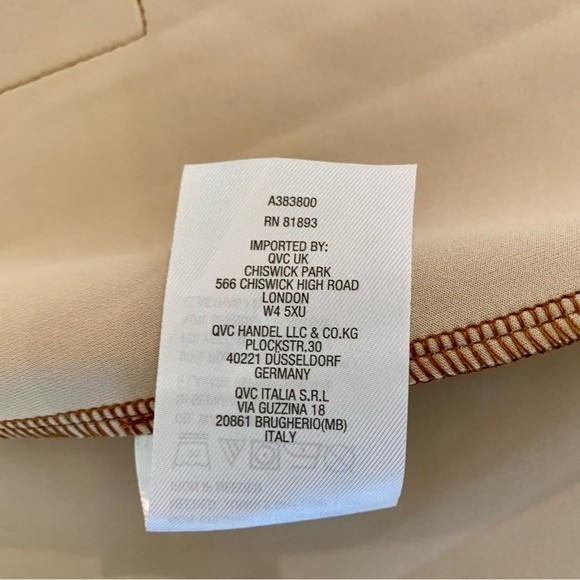 A383800
RN 81893
IMPORTED BY:
QVC UK
CHISWICK PARK
566 CHISWICK HIGH ROAD
LONDON
W4 5XU
QVC HANDEL LLC & CO.KG
PLOCKSTR.30
40221 DÜSSELDORF
GERMANY
QVC ITALIA S.R.L
VIA GUZZINA 18
20861 BRUGHERIO(MB)
ITALY